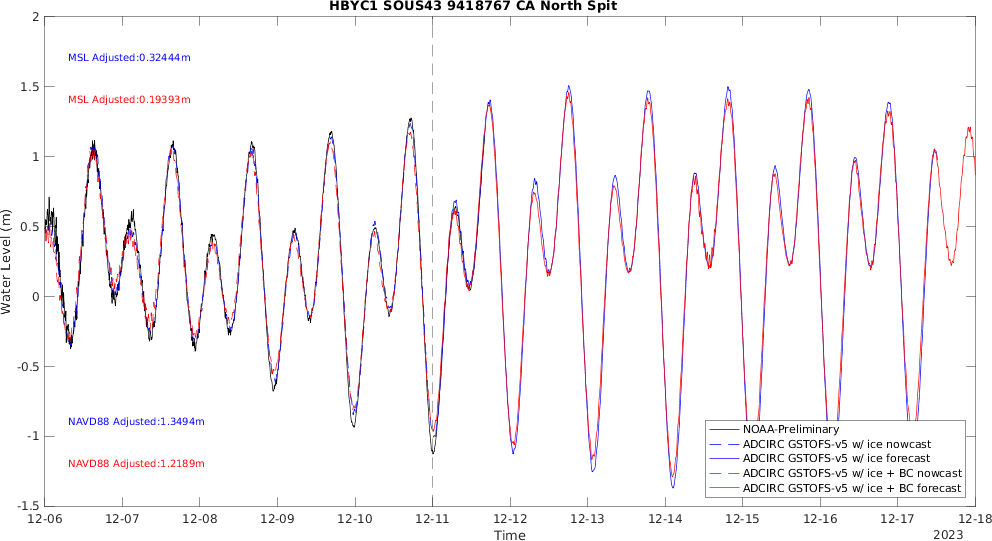 HBYC1 SOUS43 9418767 CA North Spit
2
1.5
1
0.5
0
-0.5
-1
-1.5
Water Level (m)
MSL Adjusted:0.32444m
MSL Adjusted:0.19393m
NAVD88 Adjusted:1.3494m
NAVD88 Adjusted:1.2189m
NOAA-Preliminary
ADCIRC GSTOFS-v5 w/ ice nowcast
ADCIRC GSTOFS-v5 w/ ice forecast
ADCIRC GSTOFS-v5 w/ ice + BC nowcast
ADCIRC GSTOFS-v5 w/ ice + BC forecast
12-06 12-07 12-08 12-09 12-10 12-11 12-12 12-13 12-14 12-15 12-16 12-17 12-18
Time
2023